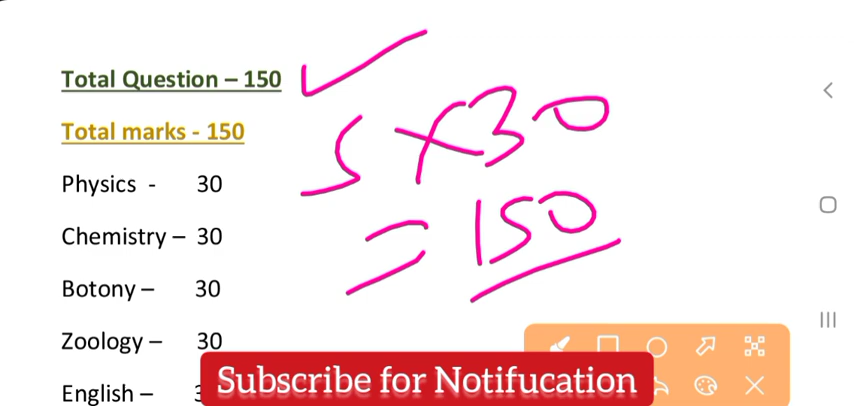 Total Question – 150
Total marks - 150
Physics - 30
Chemistry – 30
Botony – 30
Zoology – 30
English –
5 x 30
= 150
Subscribe for Notifucation